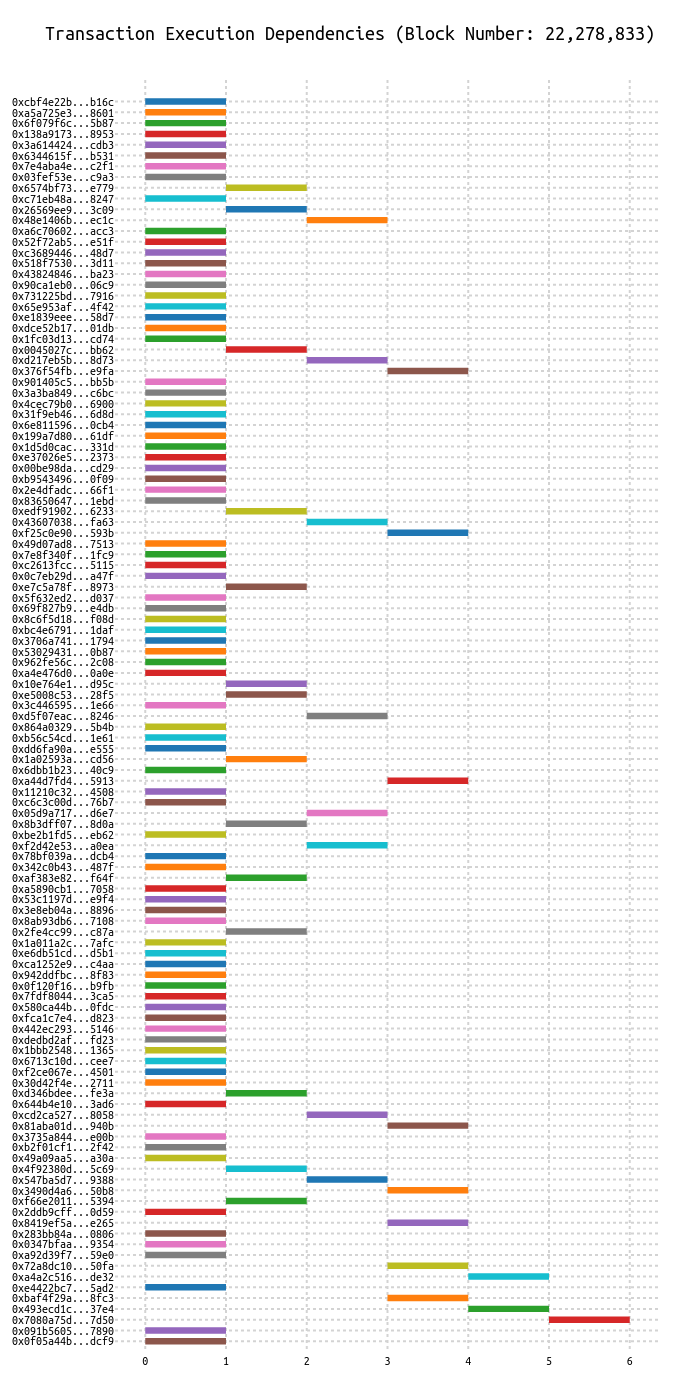 Transaction Execution Dependencies (Block Number: 22,278,833)
0xcbf4e22b...b16c
0xa5a725e3...8601
0x6f079f6c...5b87
0x138a9173...8953
0x3a614424...cdb3
0x6344615f...b531
0x7e4aba4e...c2f1
0x03fef53e...c9a3
0x6574bf73...e779
0xc71eb48a...8247
0x26569ee9...3c09
0x48e1406b...ec1c
0xa6c70602...acc3
0x52f72ab5...e51f
0xc3689446...48d7
0x518f7530...3d11
0x43824846...ba23
0x90ca1eb0...06c9
0x731225bd...7916
0x65e953af...4f42
0xe1839eee...58d7
0xdce52b17...01db
0x1fc03d13...cd74
0x0045027c...bb62
0xd217eb5b...8d73
0x376f54fb...e9fa
0x901405c5...bb5b
0x3a3ba849...c6bc
0x4cec79b0...6900
0x31f9eb46...6d8d
0x6e811596...0cb4
0x199a7d80...61df
0x1d5d0cac...331d
0xe37026e5...2373
0x00be98da...cd29
0xb9543496...0f09
0x2e4dfadc...66f1
0x83650647...1ebd
0xedf91902...6233
0x43607038...fa63
0xf25c0e90...593b
0x49d07ad8...7513
0x7e8f340f...1fc9
0xc2613fcc...5115
0x0c7eb29d...a47f
0xe7c5a78f...8973
0x5f632ed2...d037
0x69f827b9...e4db
0x8c6f5d18...f08d
0xbc4e6791...1daf
0x3706a741...1794
0x53029431...0b87
0x962fe56c...2c08
0xa4e476d0...0a0e
0x10e764e1...d95c
0xe5008c53...28f5
0x3c446595...1e66
0xd5f07eac...8246
0x864a0329...5b4b
0xb56c54cd...1e61
0xdd6fa90a...e555
0x1a02593a...cd56
0x6dbb1b23...40c9
0xa44d7fd4...5913
0x11210c32...4508
0xc6c3c00d...76b7
0x05d9a717...d6e7
0x8b3dff07...8d0a
0xbe2b1fd5...eb62
0xf2d42e53...a0ea
0x78bf039a...dcb4
0x342c0b43...487f
0xaf383e82...f64f
0xa5890cb1...7058
0x53c1197d...e9f4
0x3e8eb04a...8896
0x8ab93db6...7108
0x2fe4cc99...c87a
0x1a011a2c...7afc
0xe6db51cd...d5b1
0xca1252e9...c4aa
0x942ddfbc...8f83
0x0f120f16...b9fb
0x7fdf8044...3ca5
0x580ca44b...0fdc
0xfca1c7e4...d823
0x442ec293...5146
0xdedbd2af...fd23
0x1bbb2548...1365
0x6713c10d...cee7
0xf2ce067e...4501
0x30d42f4e...2711
0xd346bdee...fe3a
0x644b4e10...3ad6
0xcd2ca527...8058
0x81aba01d...940b
0x3735a844...e00b
0xb2f01cf1...2f42
0x49a09aa5...a30a
0x4f92380d...5c69
0x547ba5d7...9388
0x3490d4a6...50b8
0xf66e2011...5394
0x2ddb9cff...0d59
0x8419ef5a...e265
0x283bb84a...0806
0x0347bfaa...9354
0xa92d39f7...59e0
0x72a8dc10...50fa
0xa4a2c516...de32
0xe4422bc7...5ad2
0xbaf4f29a...8fc3
0x493ecd1c...37e4
0x7080a75d...7d50
0x091b5605...7890
0x0f05a44b...dcf9
0 1 2 3 4 5 6